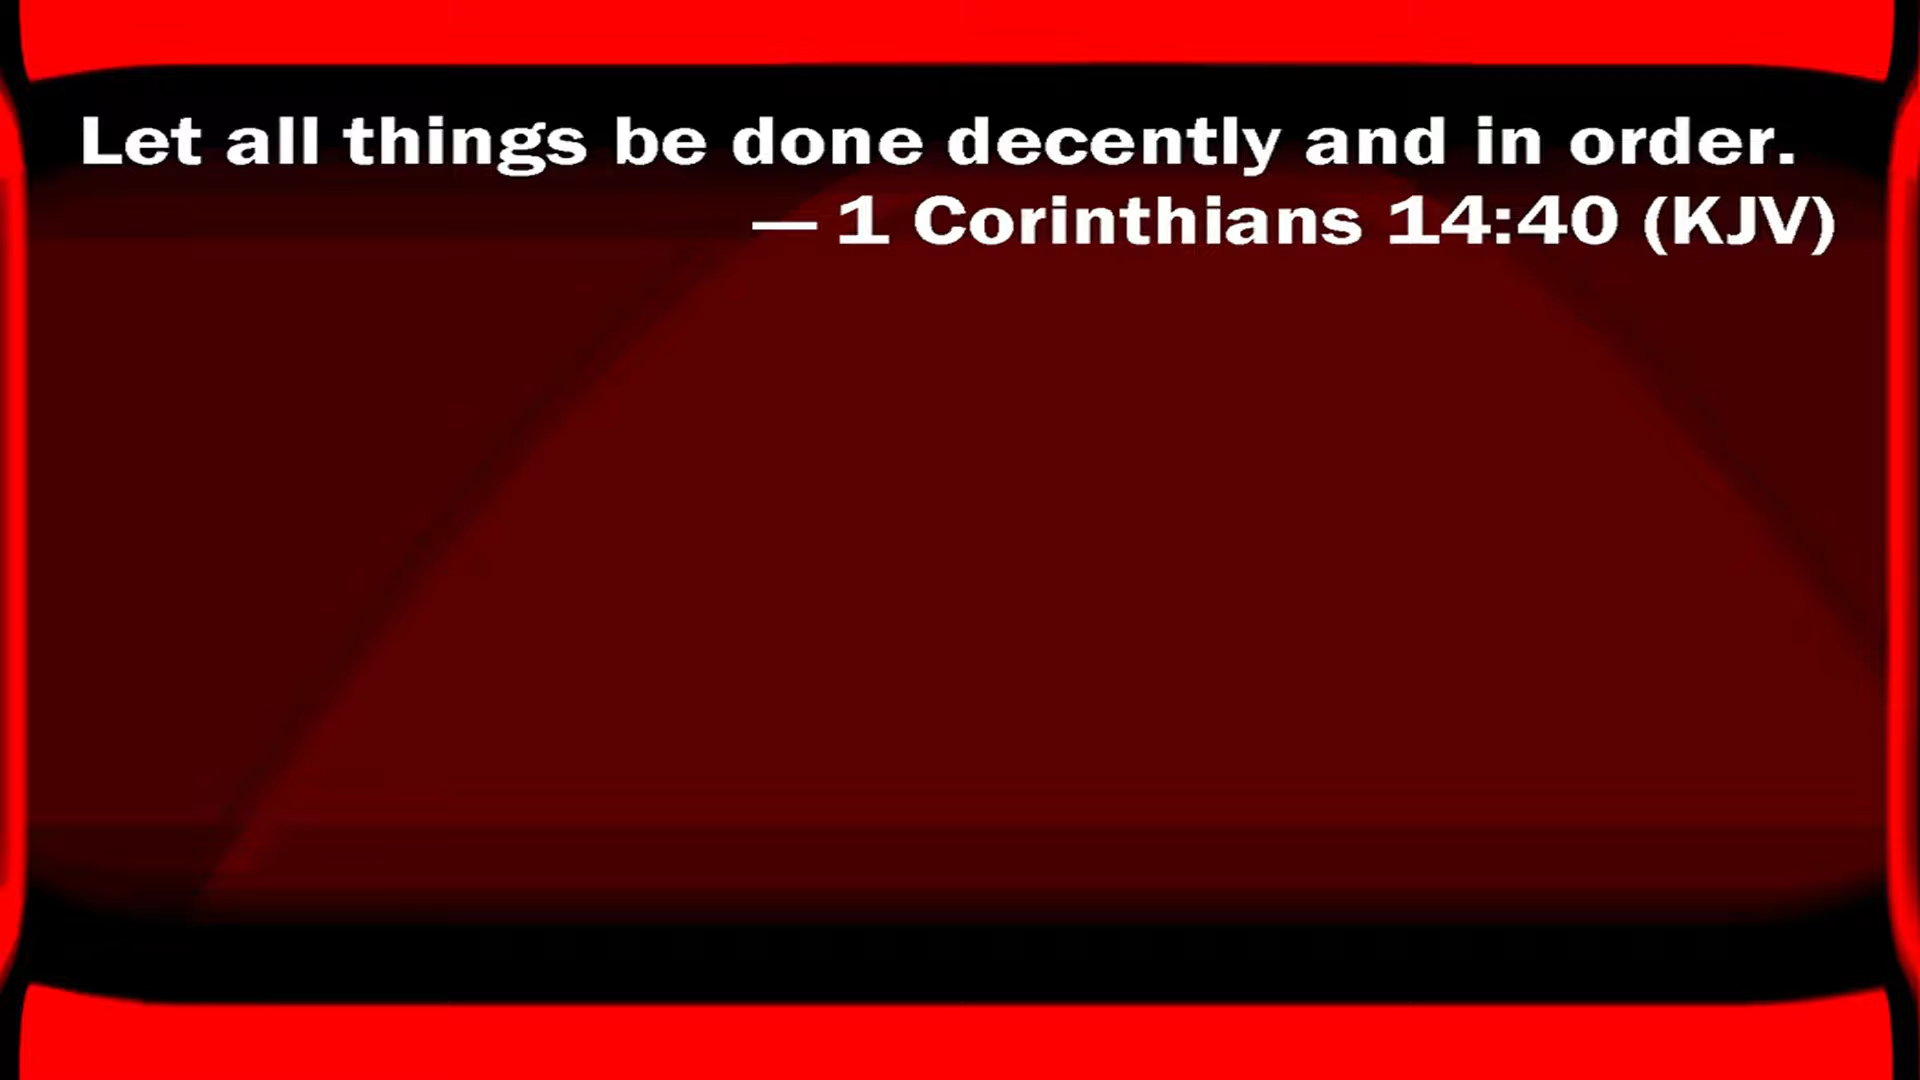 Let all things be done decently and in order.
— 1 Corinthians 14:40 (KJV)